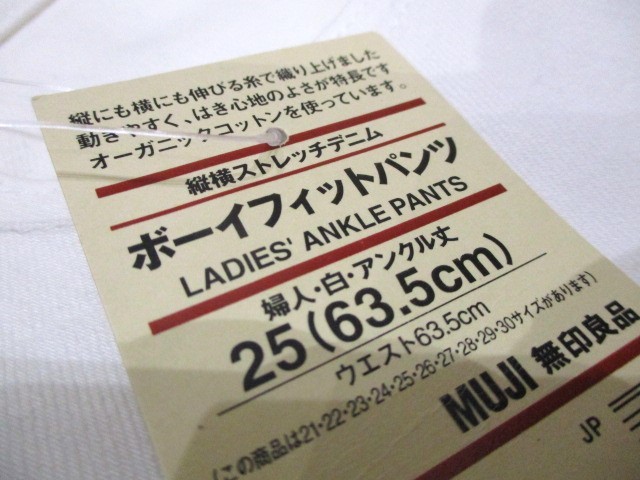 縦にも横にも伸びる糸で織り上げました
動きやすく、はき心地のよさが特長です
オーガニックコットンを使っています。
縦横ストレッチデニム
ボーイフィットパンツ
LADIES' ANKLE PANTS
婦人・白・アンクル丈
25(63.5cm)
ウエスト63.5cm
(この商品は21・22・23・24・25・26・27・28・29・30サイズがあります)
MUJI 無印良品
JP